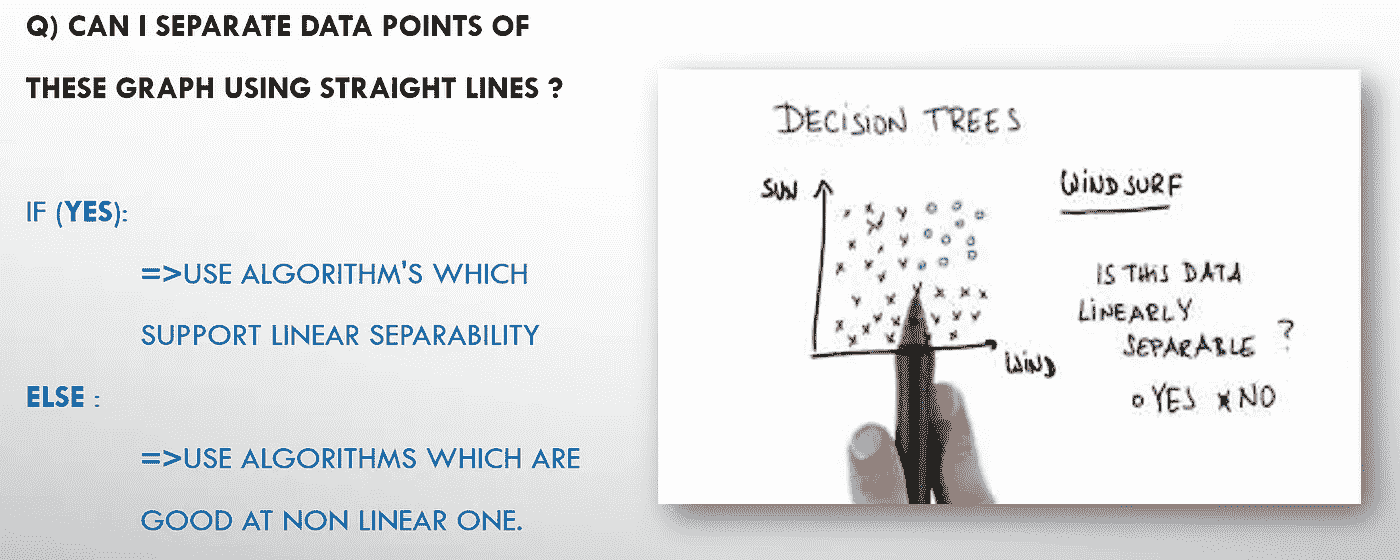 Q) CAN I SEPARATE DATA POINTS OF
THESE GRAPH USING STRAIGHT LINES ?
IF (YES):
=>USE ALGORITHM'S WHICH
SUPPORT LINEAR SEPARABILITY
ELSE :
=>USE ALGORITHMS WHICH ARE
GOOD AT NON LINEAR ONE.
DECISION TREES
SUN
WIND
WINDSURF
IS THIS DATA
LINEARLY
SEPARABLE ?
o YES x NO